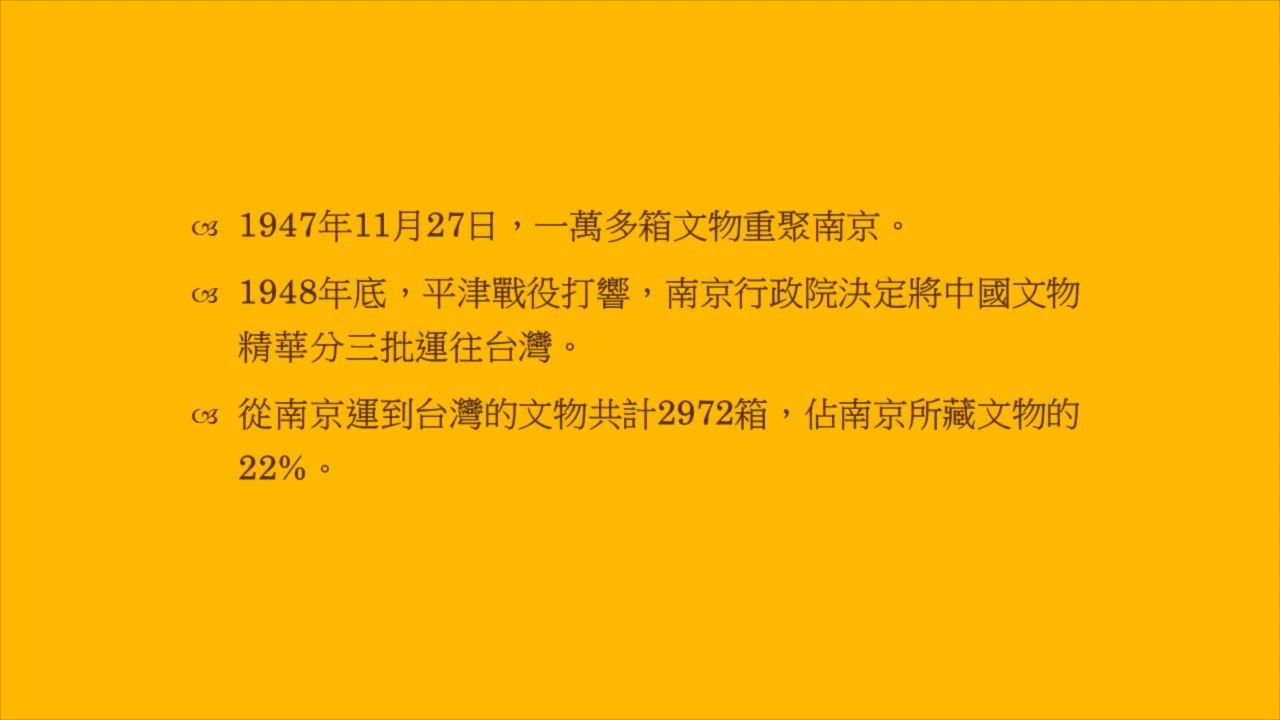 1947年11月27日，一萬多箱文物重聚南京。
1948年底，平津戰役打響，南京行政院決定將中國文物
精華分三批運往台灣。
從南京運到台灣的文物共計2972箱，佔南京所藏文物的
22%。